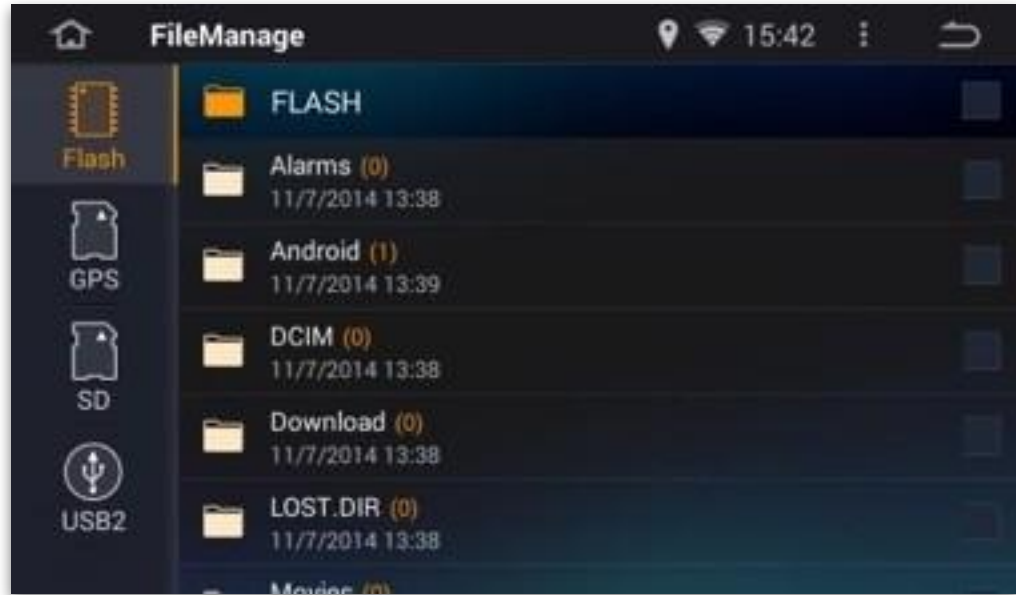 FileManage
15:42
Flash
GPS
SD
USB2
FLASH
Alarms (0)
11/7/2014 13:38
Android (1)
11/7/2014 13:39
DCIM (0)
11/7/2014 13:38
Download (0)
11/7/2014 13:38
LOST.DIR (0)
11/7/2014 13:38
Movies (0)